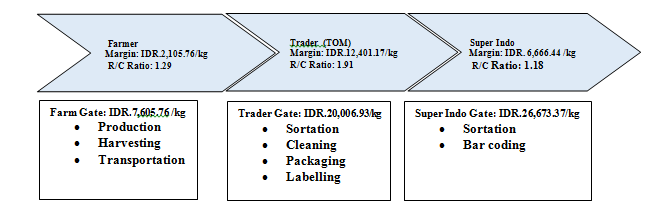 Farmer
Margin: IDR.2,105.76/kg
R/C Ratio: 1.29
Trader (TOM)
Margin: IDR.12,401.17/kg
R/C Ratio: 1.91
Super Indo
Margin: IDR. 6,666.44 /kg
R/C Ratio: 1.18
Farm Gate: IDR.7,605.76 /kg
• Production
• Harvesting
• Transportation
Trader Gate: IDR.20,006.93/kg
• Sortation
• Cleaning
• Packaging
• Labelling
Super Indo Gate: IDR.26,673.37/kg
• Sortation
• Bar coding